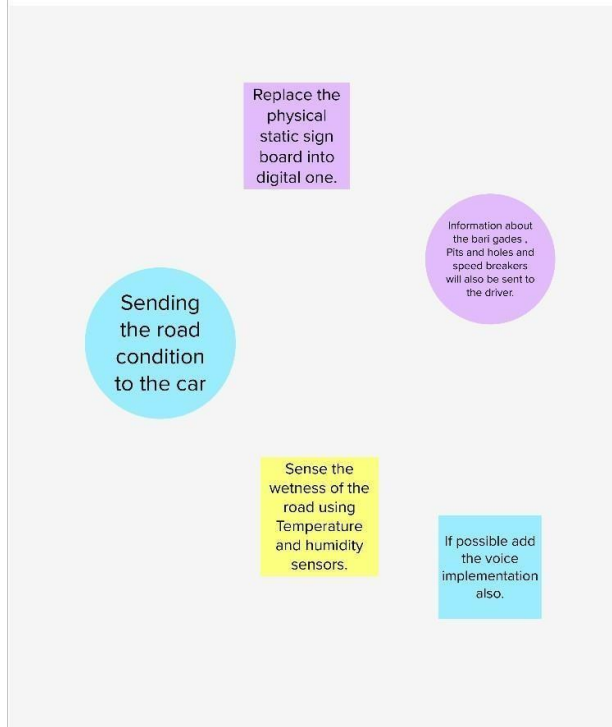 Replace the
physical
static sign
board into
digital one.
Information about
the bari gades ,
Pits and holes and
speed breakers
will also be sent to
the driver.
Sending
the road
condition
to the car
Sense the
wetness of the
road using
Temperature
and humidity
sensors.
If possible add
the voice
implementation
also.